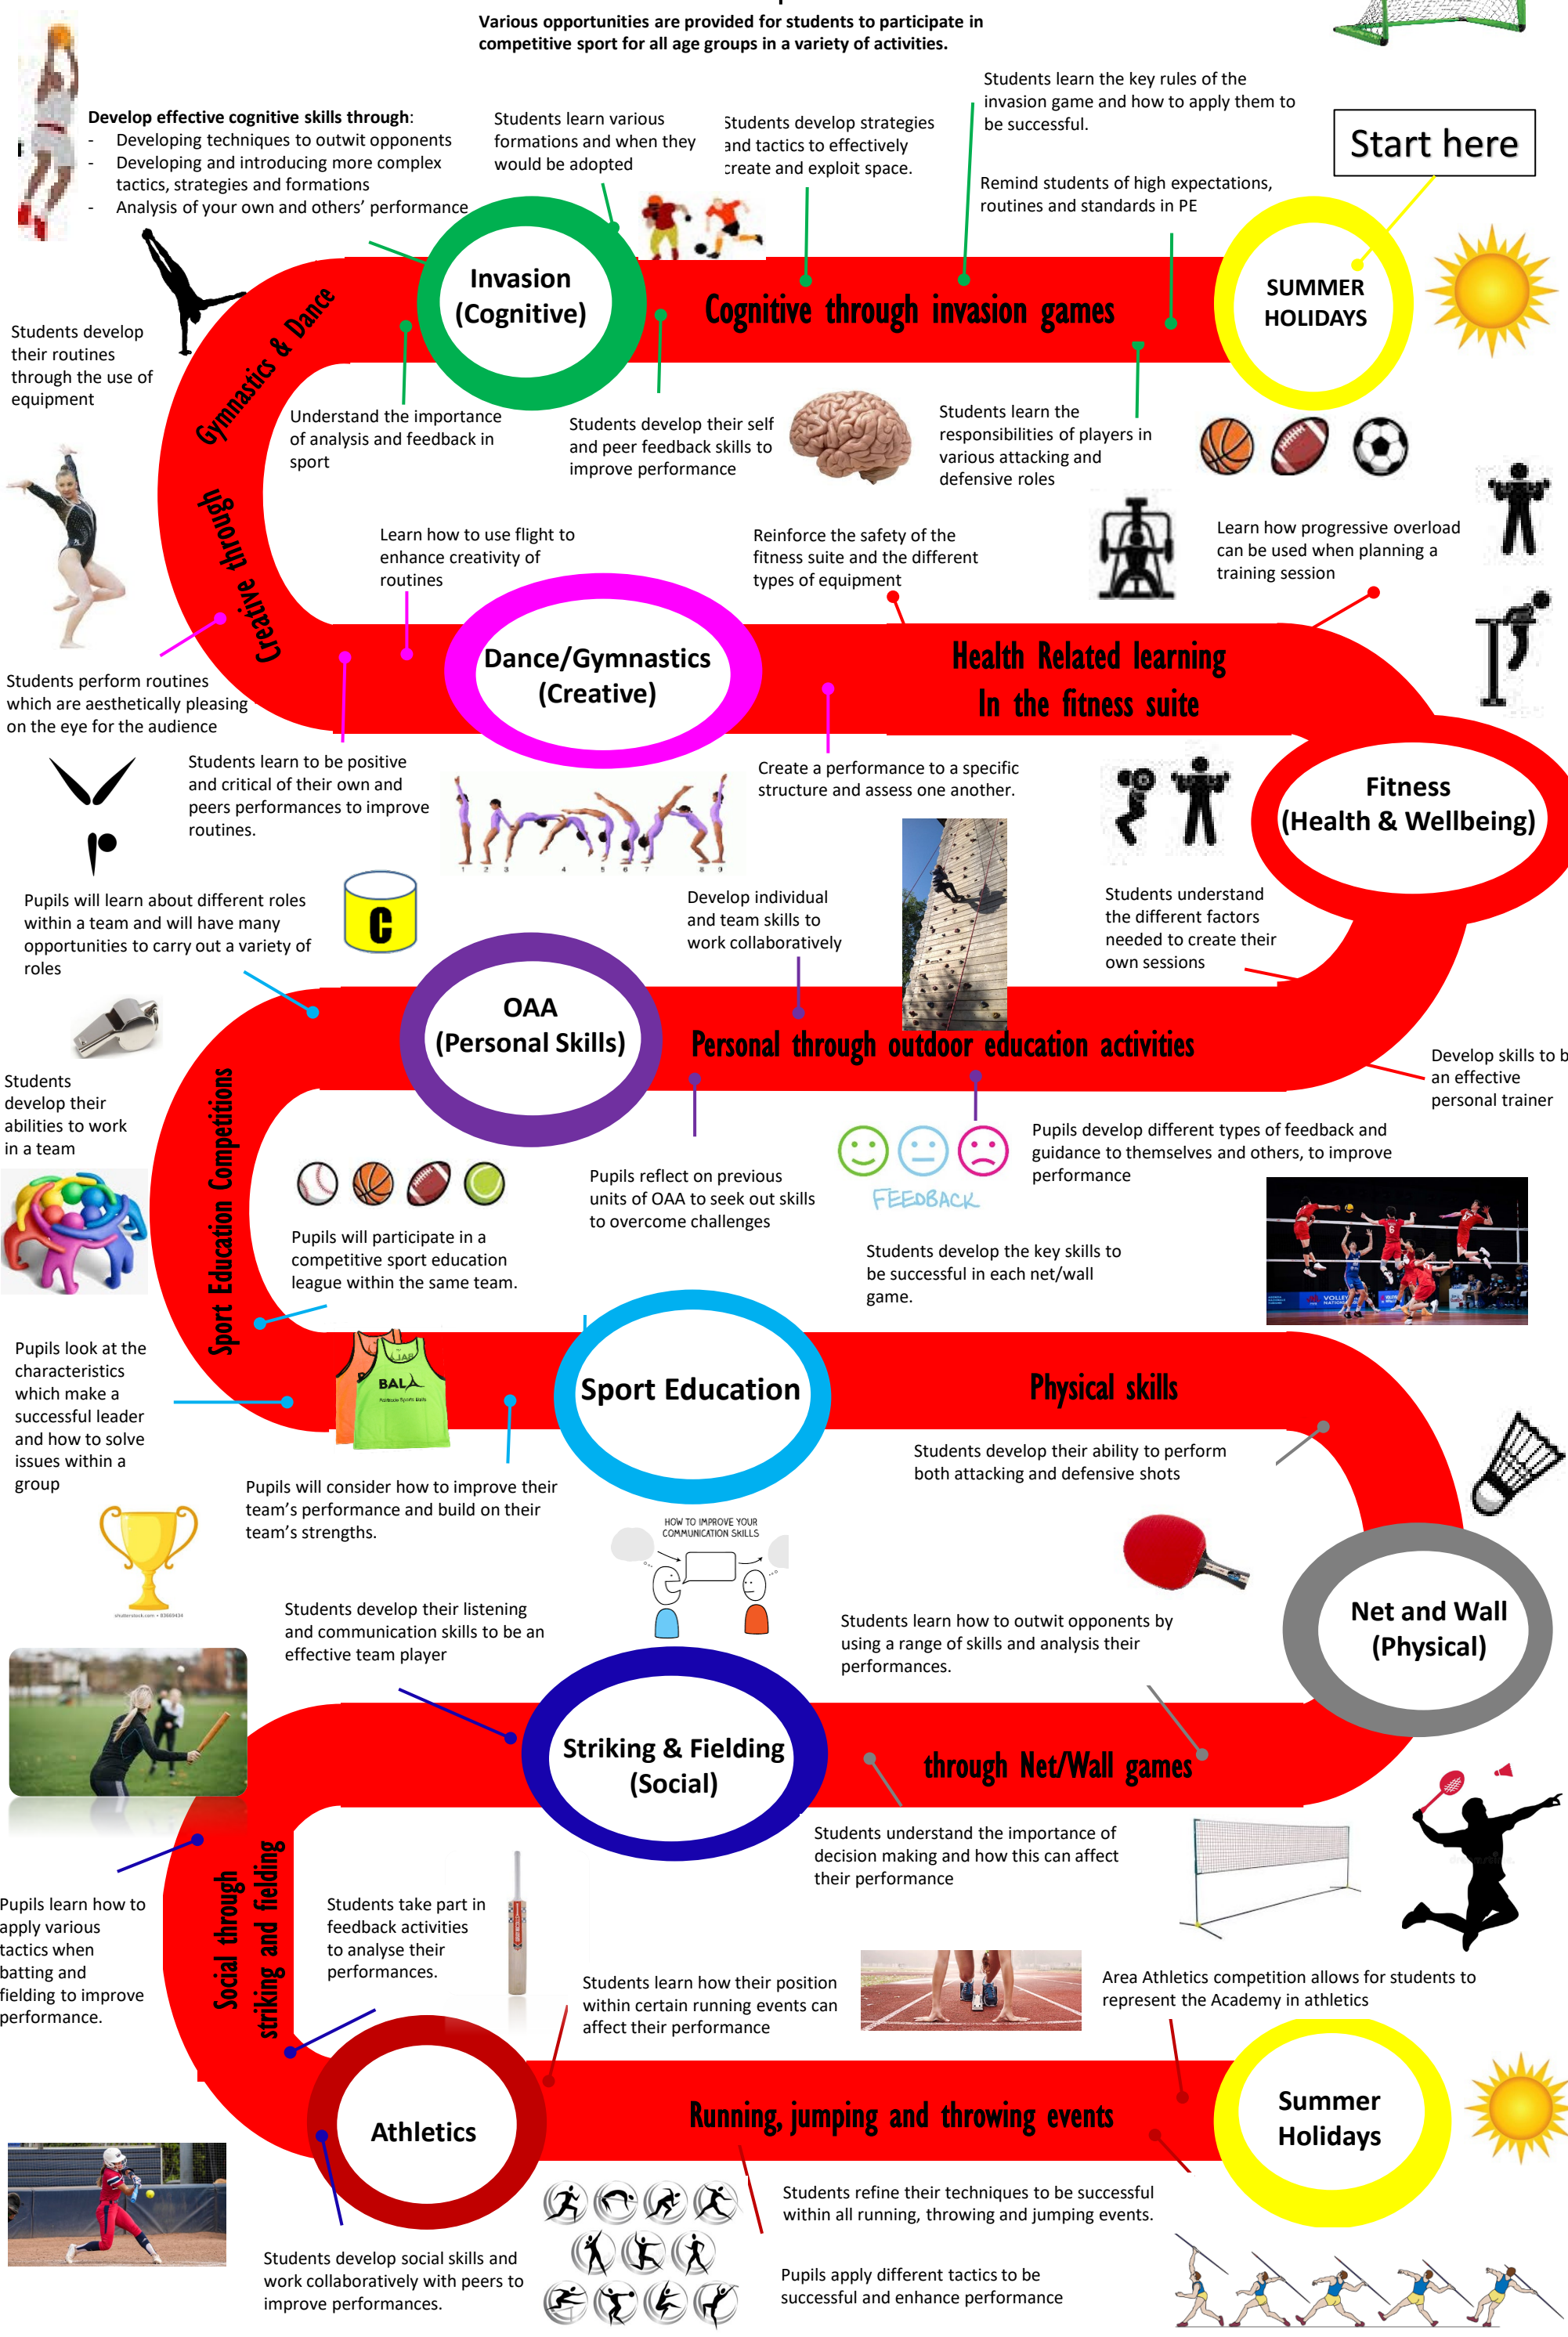 Various opportunities are provided for students to participate in
competitive sport for all age groups in a variety of activities.
Students learn the key rules of the
invasion game and how to apply them to
be successful.
Start here
Develop effective cognitive skills through:
- Developing techniques to outwit opponents
- Developing and introducing more complex
tactics, strategies and formations
- Analysis of your own and others' performance
Students learn various
formations and when they
would be adopted
Students develop strategies
and tactics to effectively
create and exploit space.
Remind students of high expectations,
routines and standards in PE
SUMMER
HOLIDAYS
Cognitive through invasion games
Invasion
(Cognitive)
Gymnastics & Dance
Creative through
Students develop
their routines
through the use of
equipment
Understand the importance
of analysis and feedback in
sport
Students develop their self
and peer feedback skills to
improve performance
Students learn the
responsibilities of players in
various attacking and
defensive roles
Learn how to use flight to
enhance creativity of
routines
Reinforce the safety of the
fitness suite and the different
types of equipment
Learn how progressive overload
can be used when planning a
training session
Dance/Gymnastics
(Creative)
Health Related learning
In the fitness suite
Students perform routines
which are aesthetically pleasing
on the eye for the audience
Students learn to be positive
and critical of their own and
peers performances to improve
routines.
Create a performance to a specific
structure and assess one another.
Fitness
(Health & Wellbeing)
1 2 3 4 5 6 7 8 9
Pupils will learn about different roles
within a team and will have many
opportunities to carry out a variety of
roles
C
Develop individual
and team skills to
work collaboratively
Students understand
the different factors
needed to create their
own sessions
OAA
(Personal Skills)
Personal through outdoor education activities
Develop skills to b
an effective
personal trainer
Students
develop their
abilities to work
in a team
Sport Education Competitions
Pupils reflect on previous
units of OAA to seek out skills
to overcome challenges
FEEDBACK
Pupils develop different types of feedback and
guidance to themselves and others, to improve
performance
Pupils will participate in a
competitive sport education
league within the same team.
Students develop the key skills to
be successful in each net/wall
game.
6
Pupils look at the
characteristics
which make a
successful leader
and how to solve
issues within a
group
BALA
Sport Education
Physical skills
Students develop their ability to perform
both attacking and defensive shots
Pupils will consider how to improve their
team's performance and build on their
team's strengths.
HOW TO IMPROVE YOUR
COMMUNICATION SKILLS
Net and Wall
(Physical)
Students develop their listening
and communication skills to be an
effective team player
Students learn how to outwit opponents by
using a range of skills and analysis their
performances.
Striking & Fielding
(Social)
through Net/Wall games
Students understand the importance of
decision making and how this can affect
their performance
Pupils learn how to
apply various
tactics when
batting and
fielding to improve
performance.
Social through
striking and fielding
Students take part in
feedback activities
to analyse their
performances.
Students learn how their position
within certain running events can
affect their performance
Area Athletics competition allows for students to
represent the Academy in athletics
Athletics
Running, jumping and throwing events
Summer
Holidays
Students refine their techniques to be successful
within all running, throwing and jumping events.
Students develop social skills and
work collaboratively with peers to
improve performances.
Pupils apply different tactics to be
successful and enhance performance